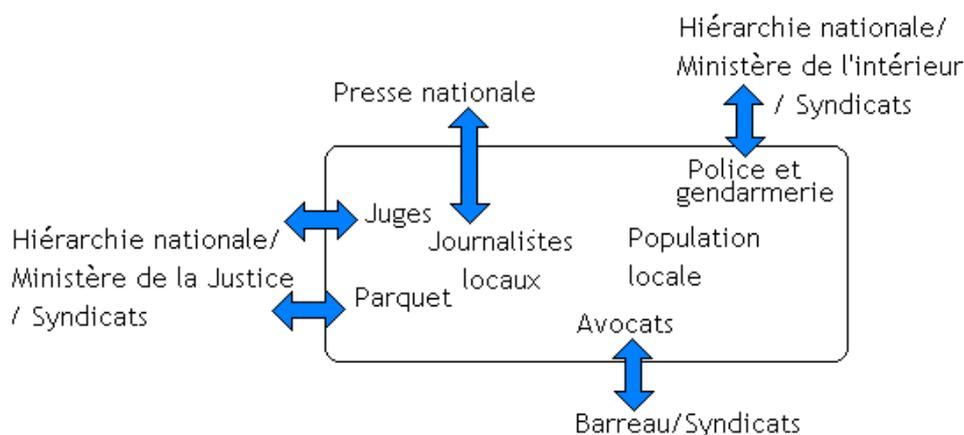 Hiérarchie nationale/
Ministère de l'intérieur
/ Syndicats
Presse nationale
Police et
gendarmerie
Juges
Journalistes
locaux
Population
locale
Hiérarchie nationale/
Ministère de la Justice
/ Syndicats
Parquet
Avocats
Barreau/Syndicats